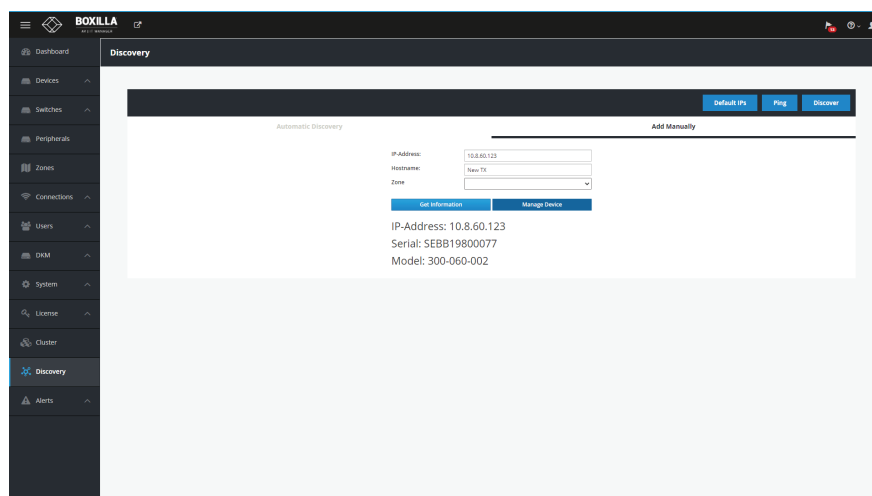 BOXILLA
Dashboard
Discovery
Devices
Switches
Peripherals
Zones
Connections
Users
DKM
System
License
Cluster
Discovery
Alerts
Default IPs Ping Discover
Automatic Discovery Add Manually
IP-Address: 10.8.60.123
Hostname: New TX
Zone
Get Information Manage Device
IP-Address: 10.8.60.123
Serial: SEBB19800077
Model: 300-060-002